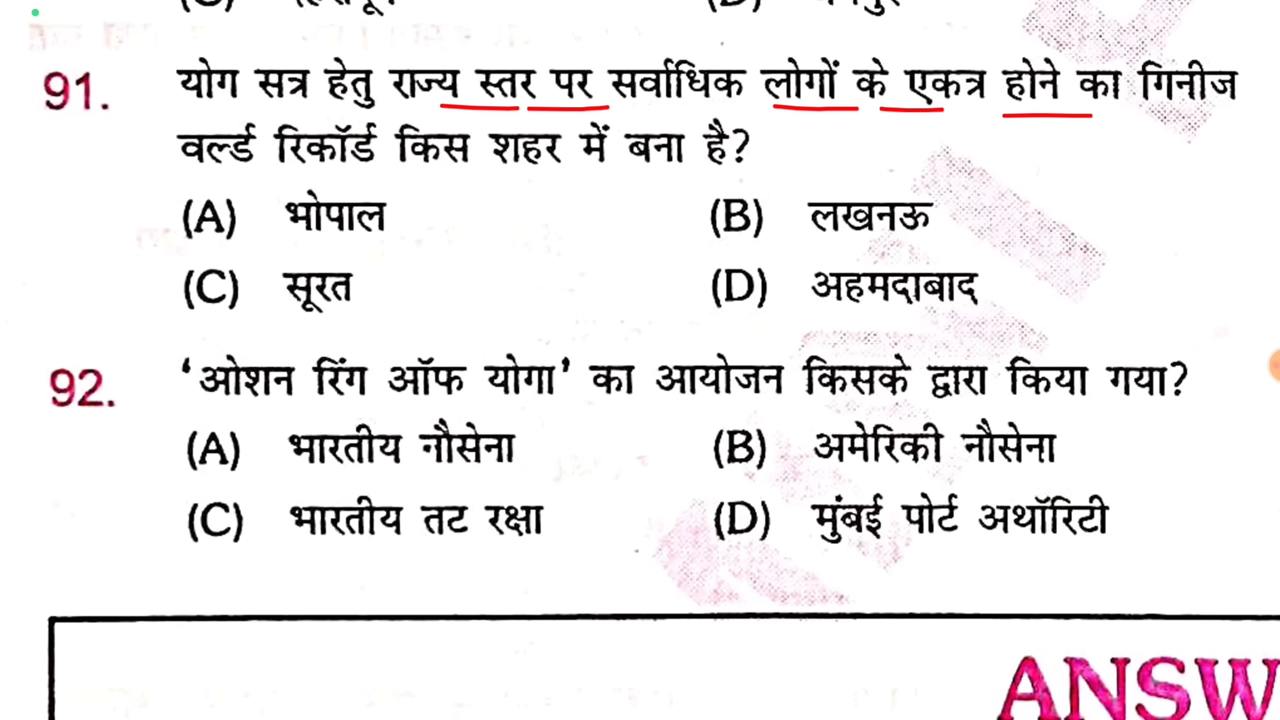 91. योग सत्र हेतु राज्य स्तर पर सर्वाधिक लोगों के एकत्र होने का गिनीज
वर्ल्ड रिकॉर्ड किस शहर में बना है?
(A) भोपाल (B) लखनऊ
(C) सूरत (D) अहमदाबाद
92. 'ओशन रिंग ऑफ योगा' का आयोजन किसके द्वारा किया गया?
(A) भारतीय नौसेना (B) अमेरिकी नौसेना
(C) भारतीय तट रक्षा (D) मुंबई पोर्ट अथॉरिटी
ANSW